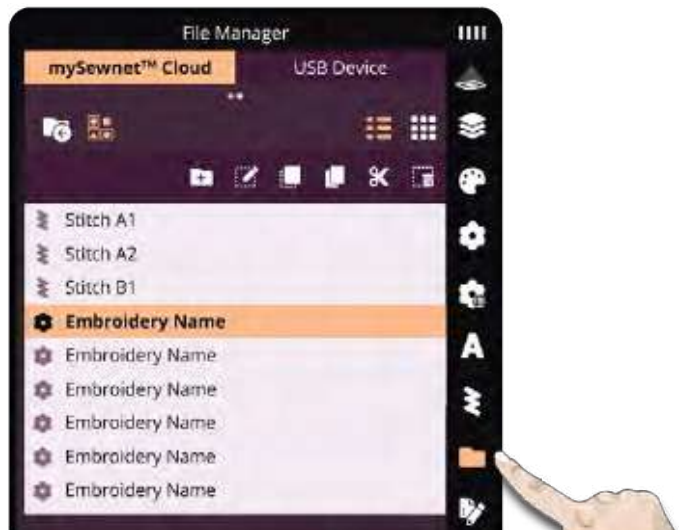 File Manager
mySewnet™ Cloud
USB Device
Stitch A1
Stitch A2
Stitch B1
Embroidery Name
Embroidery Name
Embroidery Name
Embroidery Name
Embroidery Name
Embroidery Name
A